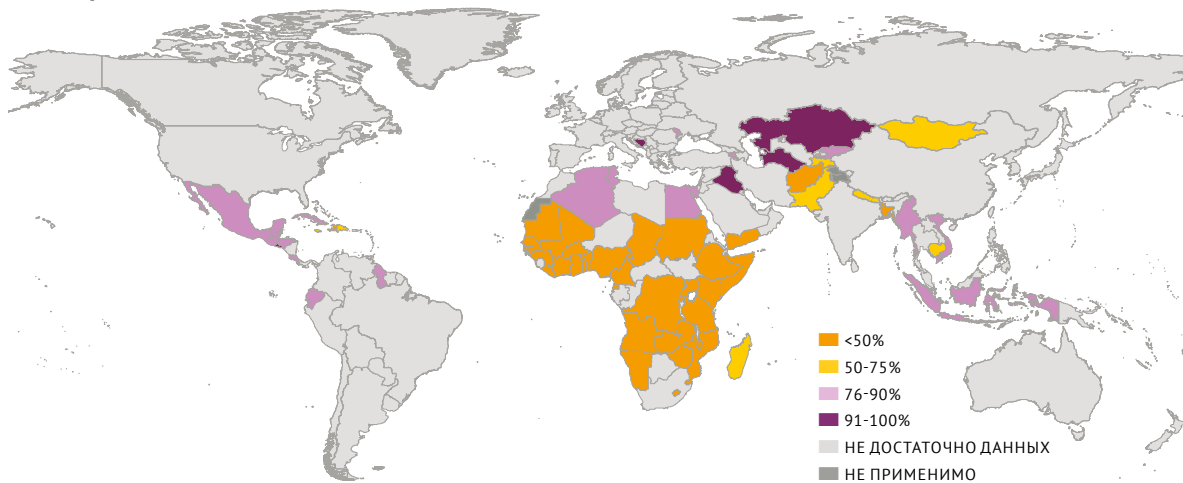 <50%
50-75%
76-90%
91-100%
НЕ ДОСТАТОЧНО ДАННЫХ
НЕ ПРИМЕНИМО